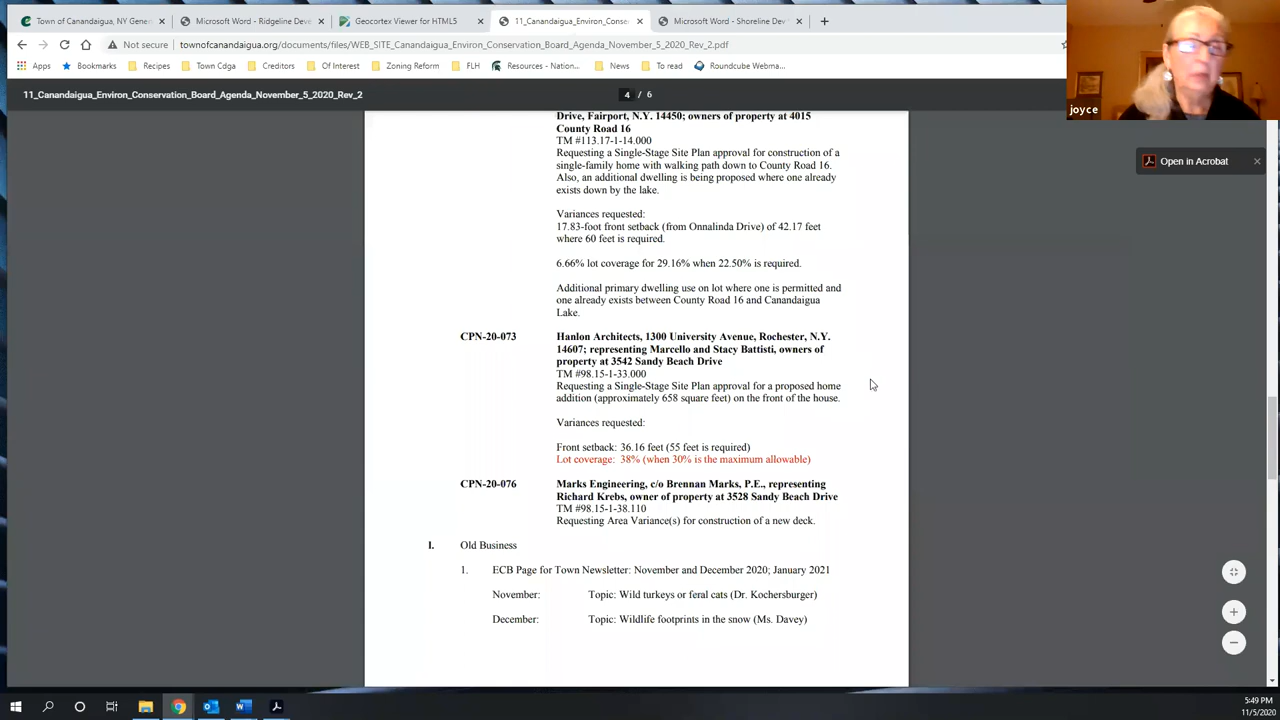 Town of Canandaigua, NY Gener
Microsoft Word - Ridgeline Deve
Geocortex Viewer for HTML5
11_Canandaigua_Environ_Conse
Microsoft Word - Shoreline Dev
Not secure
townofcanandaigua.org/documents/files/WEB_SITE_Canandaigua_Environ_Conservation_Board_Agenda_November_5_2020_Rev_2.pdf
Apps
Bookmarks
Recipes
Town Cdga
Creditors
Of Interest
Zoning Reform
FLH
Resources - Nation...
News
To read
Roundcube Webma...
11_Canandaigua_Environ_Conservation_Board_Agenda_November_5_2020_Rev_2
4 / 6
joyce
Open in Acrobat
Drive, Fairport, N.Y. 14450; owners of property at 4015
County Road 16
TM #113.17-1-14.000
Requesting a Single-Stage Site Plan approval for construction of a
single-family home with walking path down to County Road 16.
Also, an additional dwelling is being proposed where one already
exists down by the lake.
Variances requested:
17.83-foot front setback (from Onnalinda Drive) of 42.17 feet
where 60 feet is required.
6.66% lot coverage for 29.16% when 22.50% is required.
Additional primary dwelling use on lot where one is permitted and
one already exists between County Road 16 and Canandaigua
Lake.
CPN-20-073
Hanlon Architects, 1300 University Avenue, Rochester, N.Y.
14607; representing Marcello and Stacy Battisti, owners of
property at 3542 Sandy Beach Drive
TM #98.15-1-33.000
Requesting a Single-Stage Site Plan approval for a proposed home
addition (approximately 658 square feet) on the front of the house.
Variances requested:
Front setback: 36.16 feet (55 feet is required)
Lot coverage: 38% (when 30% is the maximum allowable)
CPN-20-076
Marks Engineering, c/o Brennan Marks, P.E., representing
Richard Krebs, owner of property at 3528 Sandy Beach Drive
TM #98.15-1-38.110
Requesting Area Variance(s) for construction of a new deck.
I. Old Business
1. ECB Page for Town Newsletter: November and December 2020; January 2021
November: Topic: Wild turkeys or feral cats (Dr. Kochersburger)
December: Topic: Wildlife footprints in the snow (Ms. Davey)
5:49 PM
11/5/2020